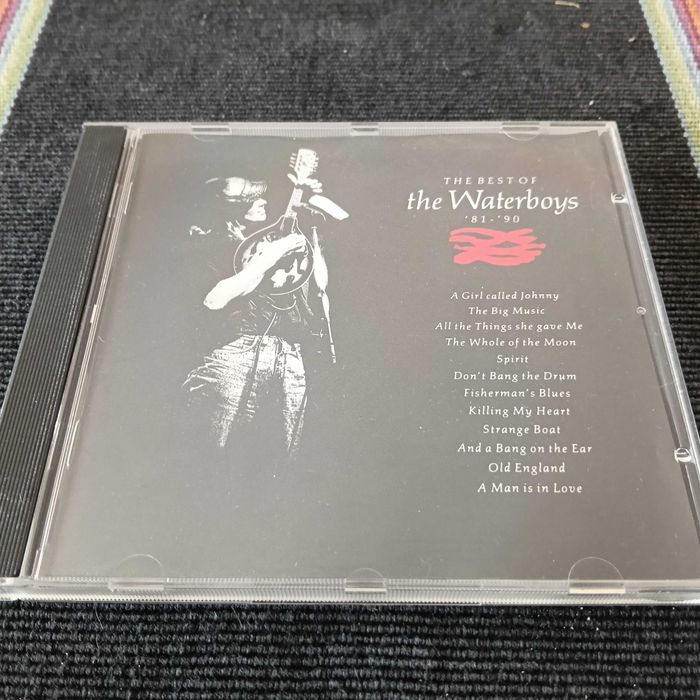 THE BEST OF
the Waterboys
'81-'90
A Girl called Johnny
The Big Music
All the Things she gave Me
The Whole of the Moon
Spirit
Don't Bang the Drum
Fisherman's Blues
Killing My Heart
Strange Boat
And a Bang on the Ear
Old England
A Man is in Love